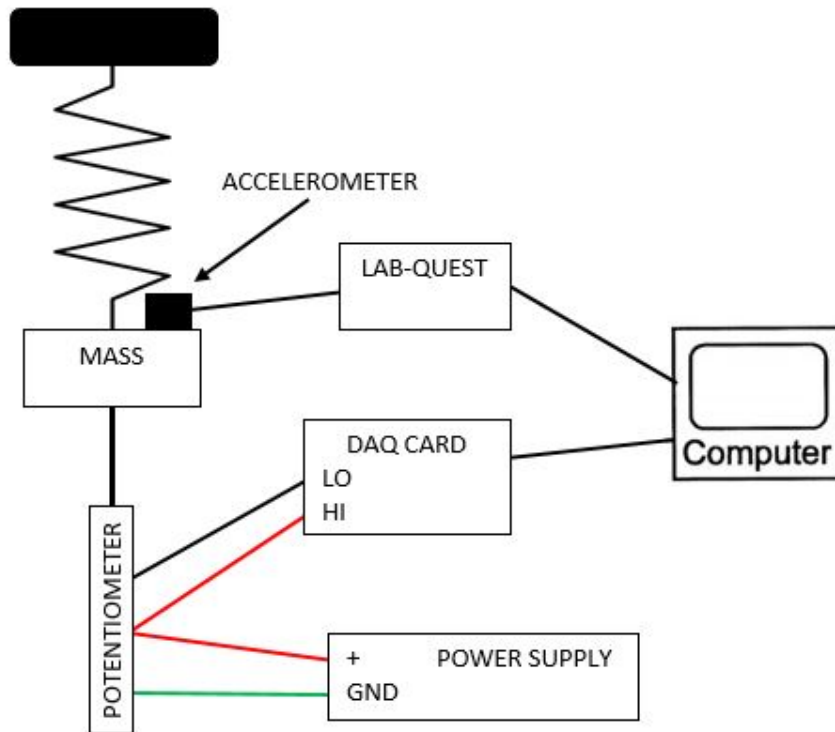 ACCELEROMETER
LAB-QUEST
MASS
DAQ CARD
LO
HI
Computer
POTENTIOMETER
+ POWER SUPPLY
GND